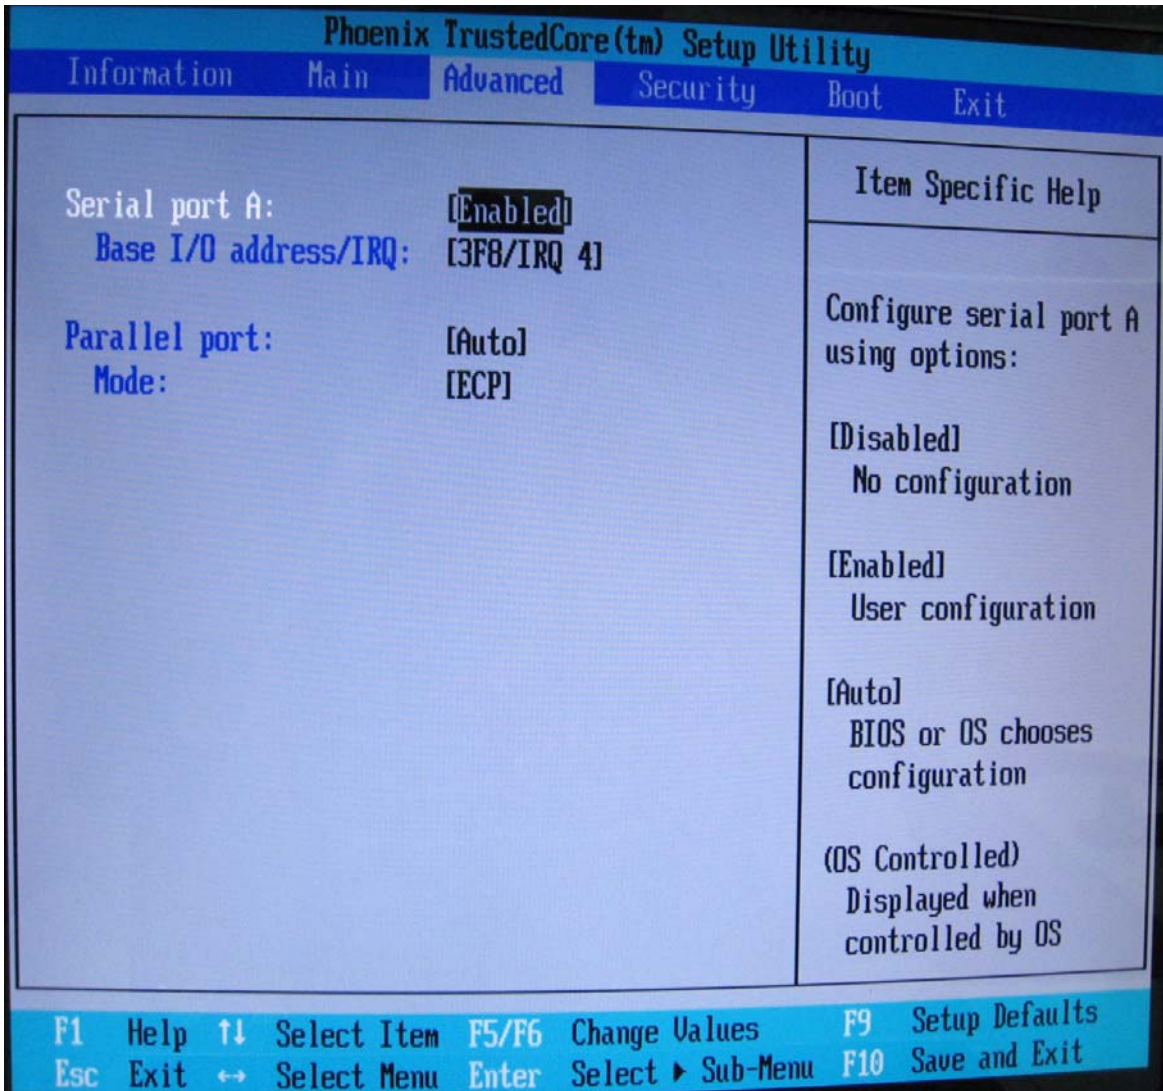 Phoenix TrustedCore(tm) Setup Utility
Information Main Advanced Security Boot Exit
Serial port A: [Enabled]
Base I/O address/IRQ: [3F8/IRQ 4]
Parallel port: [Auto]
Mode: [ECP]
Item Specific Help
Configure serial port A
using options:
[Disabled]
No configuration
[Enabled]
User configuration
[Auto]
BIOS or OS chooses
configuration
(OS Controlled)
Displayed when
controlled by OS
F1 Help ↑↓ Select Item F5/F6 Change Values F9 Setup Defaults
Esc Exit ↔ Select Menu Enter Select ▶ Sub-Menu F10 Save and Exit